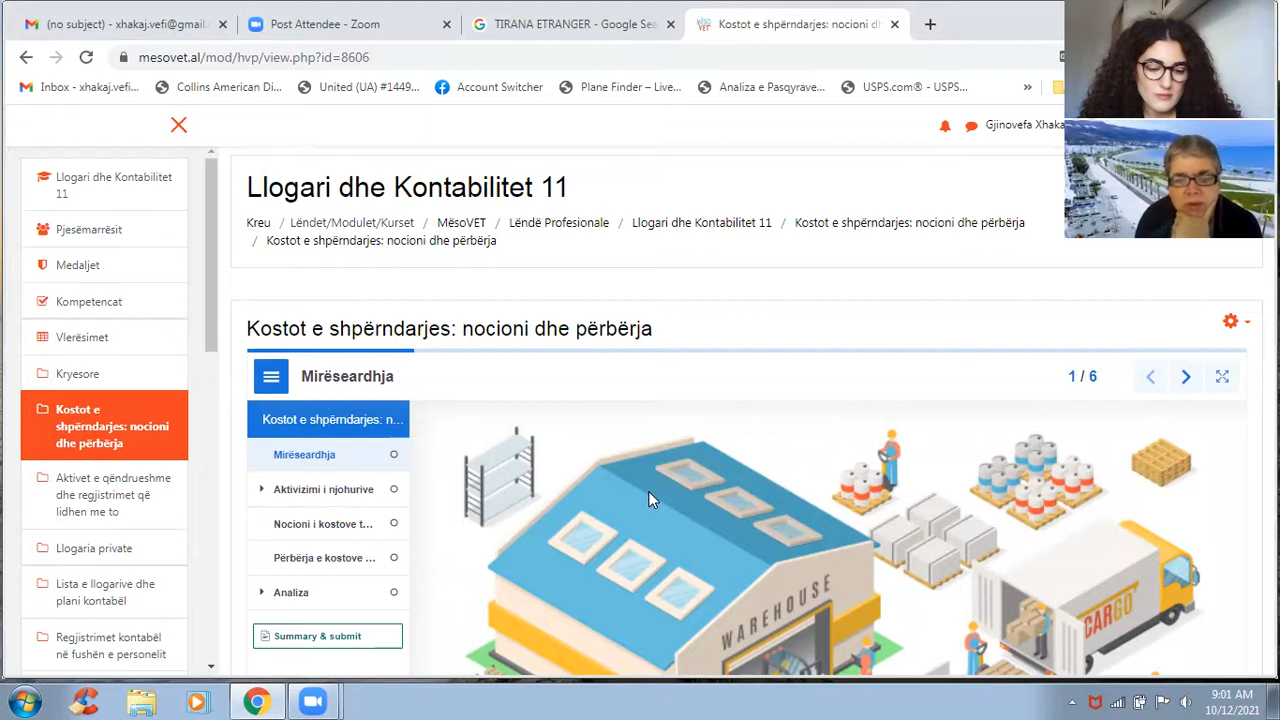 (no subject) - xhakaj.vefi@gmail.
Post Attendee - Zoom
TIRANA ETRANGER - Google Sea
Kostot e shpërndarjes: nocioni dh
mesovet.al/mod/hvp/view.php?id=8606
Inbox - xhakaj.vefi...
Collins American Di...
United (UA) #1449...
Account Switcher
Plane Finder – Live...
Analiza e Pasqyrave...
USPS.com® - USPS...
»
Gjinovefa Xhaka
Llogari dhe Kontabilitet 11
Pjesëmarrësit
Medaljet
Kompetencat
Vlerësimet
Kryesore
Kostot e shpërndarjes: nocioni dhe përbërja
Aktivet e qëndrueshme dhe regjistrimet që lidhen me to
Llogaria private
Lista e llogarive dhe plani kontabël
Regjistrimet kontabël në fushën e personelit
Llogari dhe Kontabilitet 11
Kreu / Lëndët/Modulet/Kurset / MësoVET / Lëndë Profesionale / Llogari dhe Kontabilitet 11 / Kostot e shpërndarjes: nocioni dhe përbërja
/ Kostot e shpërndarjes: nocioni dhe përbërja
Kostot e shpërndarjes: nocioni dhe përbërja
Mirëseardhja
1 / 6
Kostot e shpërndarjes: n...
Mirëseardhja
Aktivizimi i njohurive
Nocioni i kostove t...
Përbërja e kostove ...
Analiza
Summary & submit
WAREHOUSE
CARGO
9:01 AM
10/12/2021